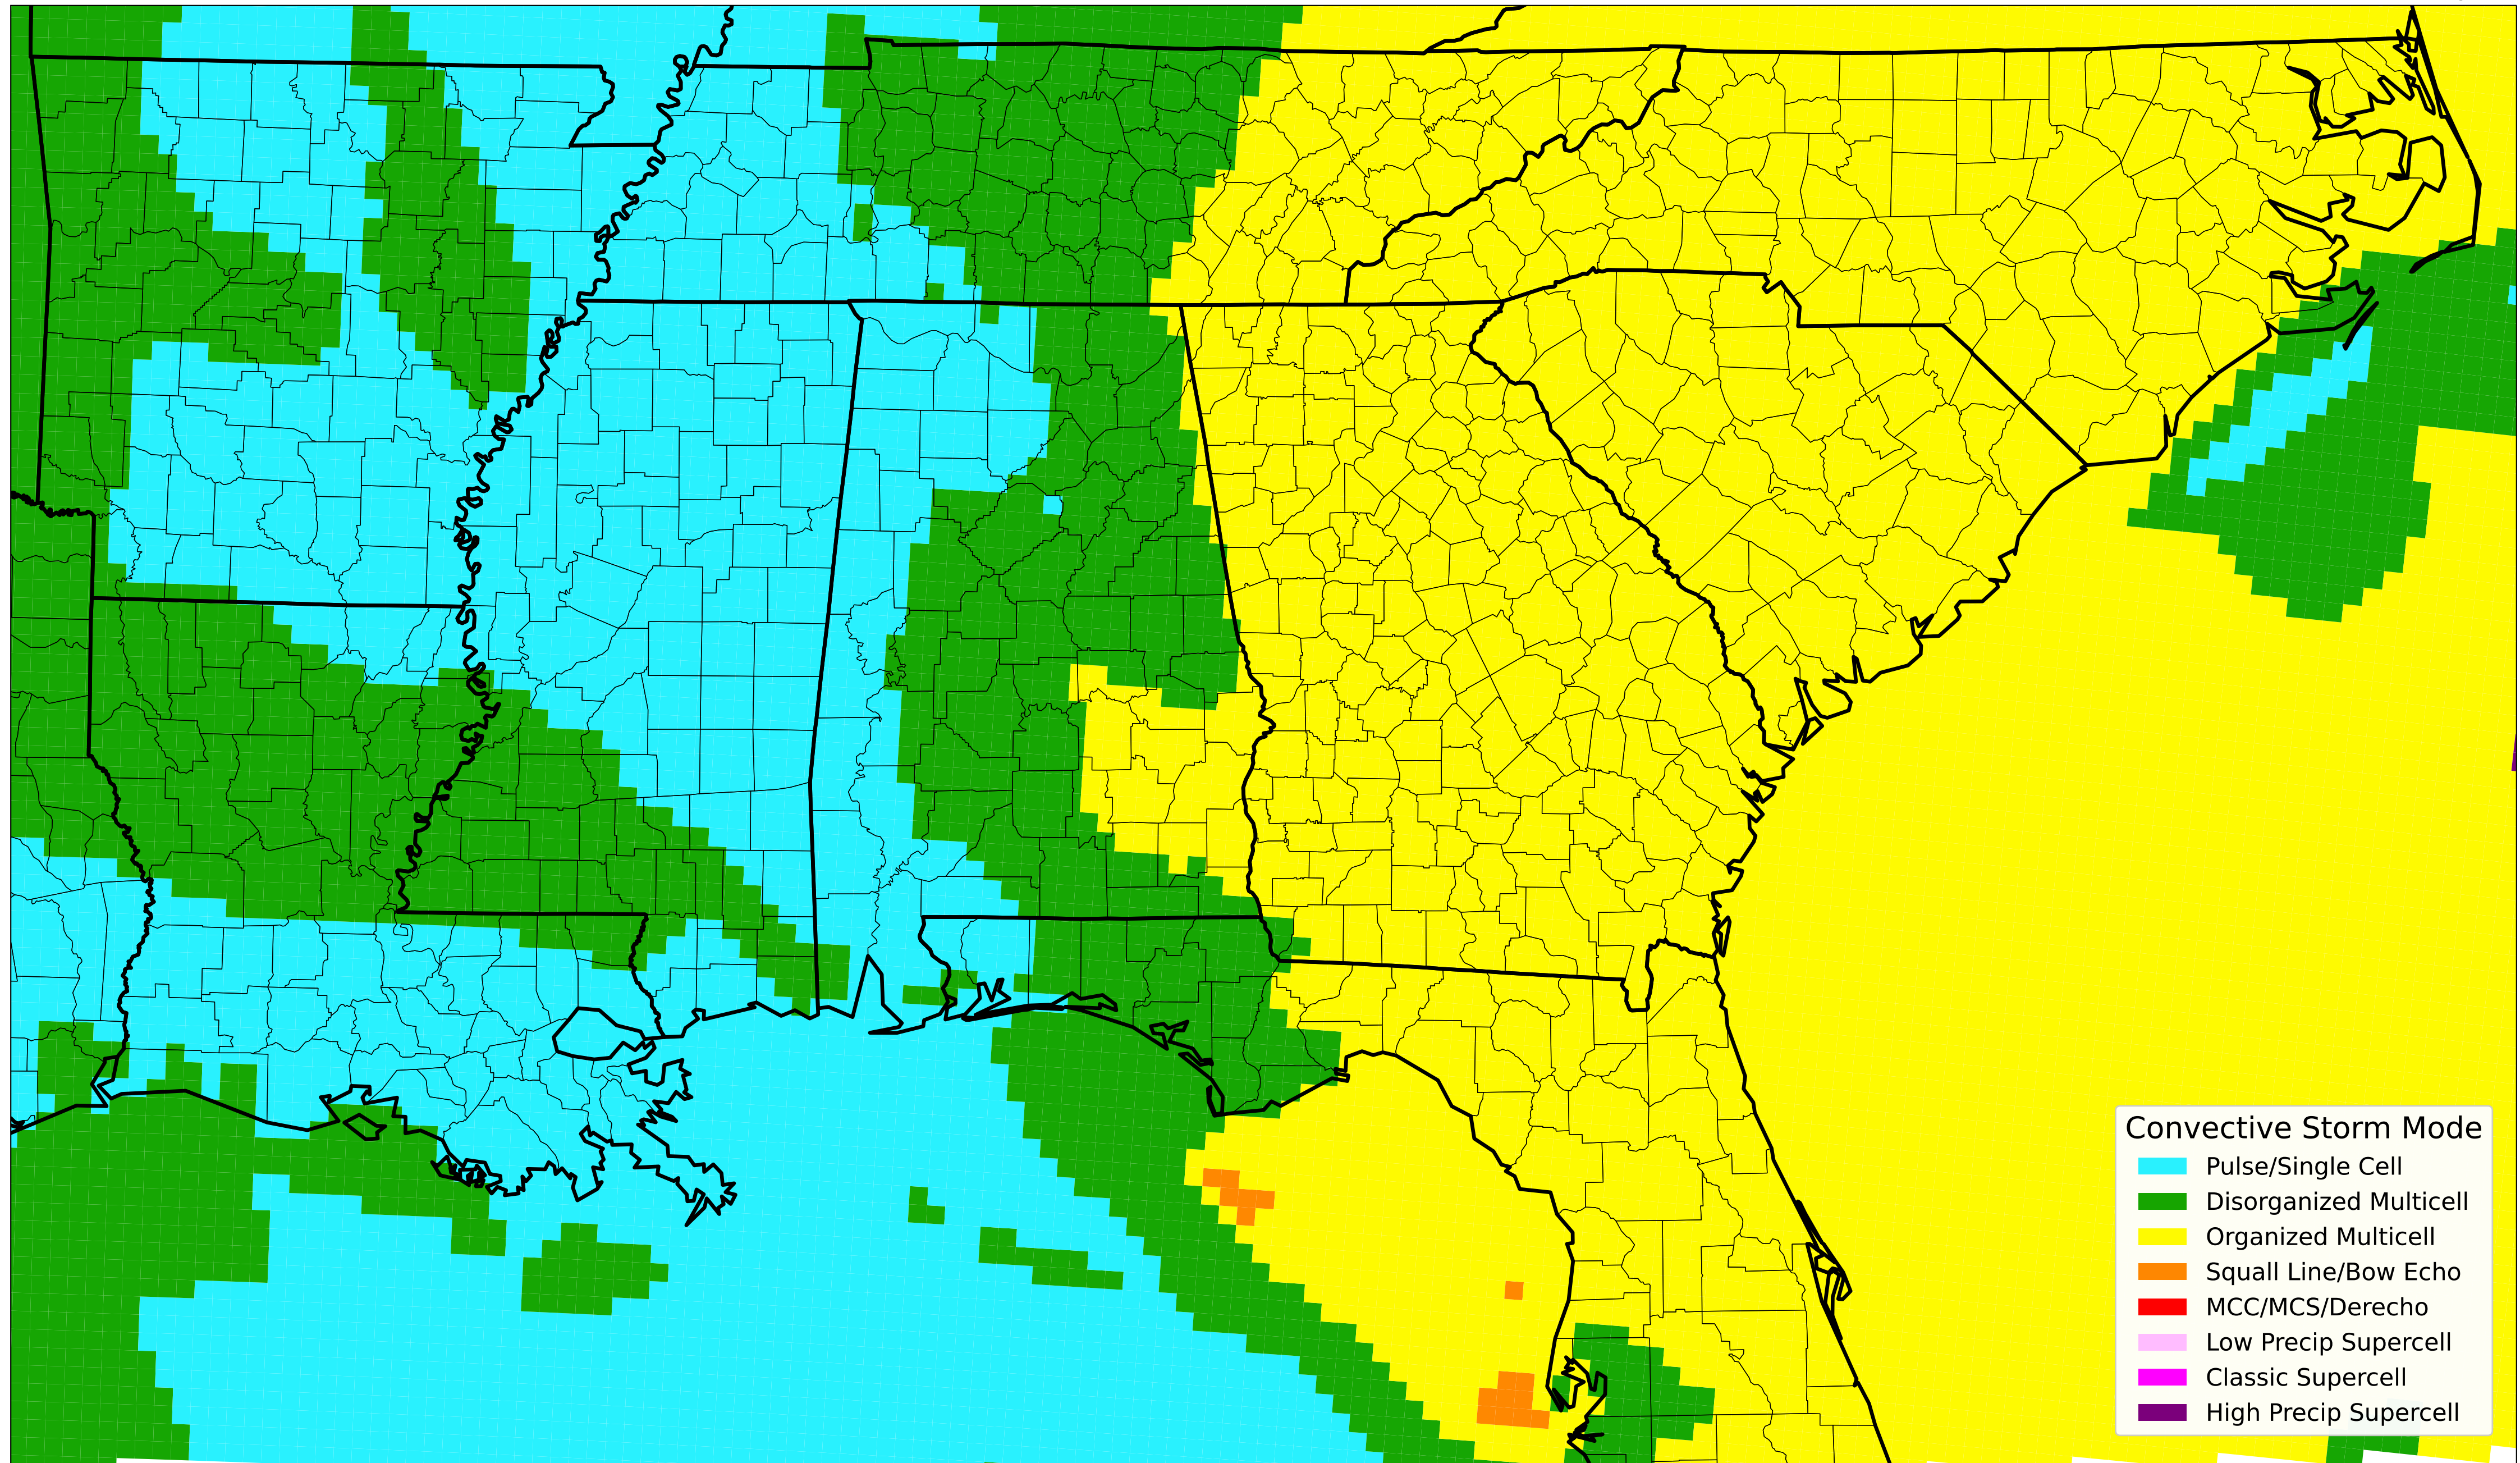 Convective Storm Mode
Pulse/Single Cell
Disorganized Multicell
Organized Multicell
Squall Line/Bow Echo
MCC/MCS/Derecho
Low Precip Supercell
Classic Supercell
High Precip Supercell